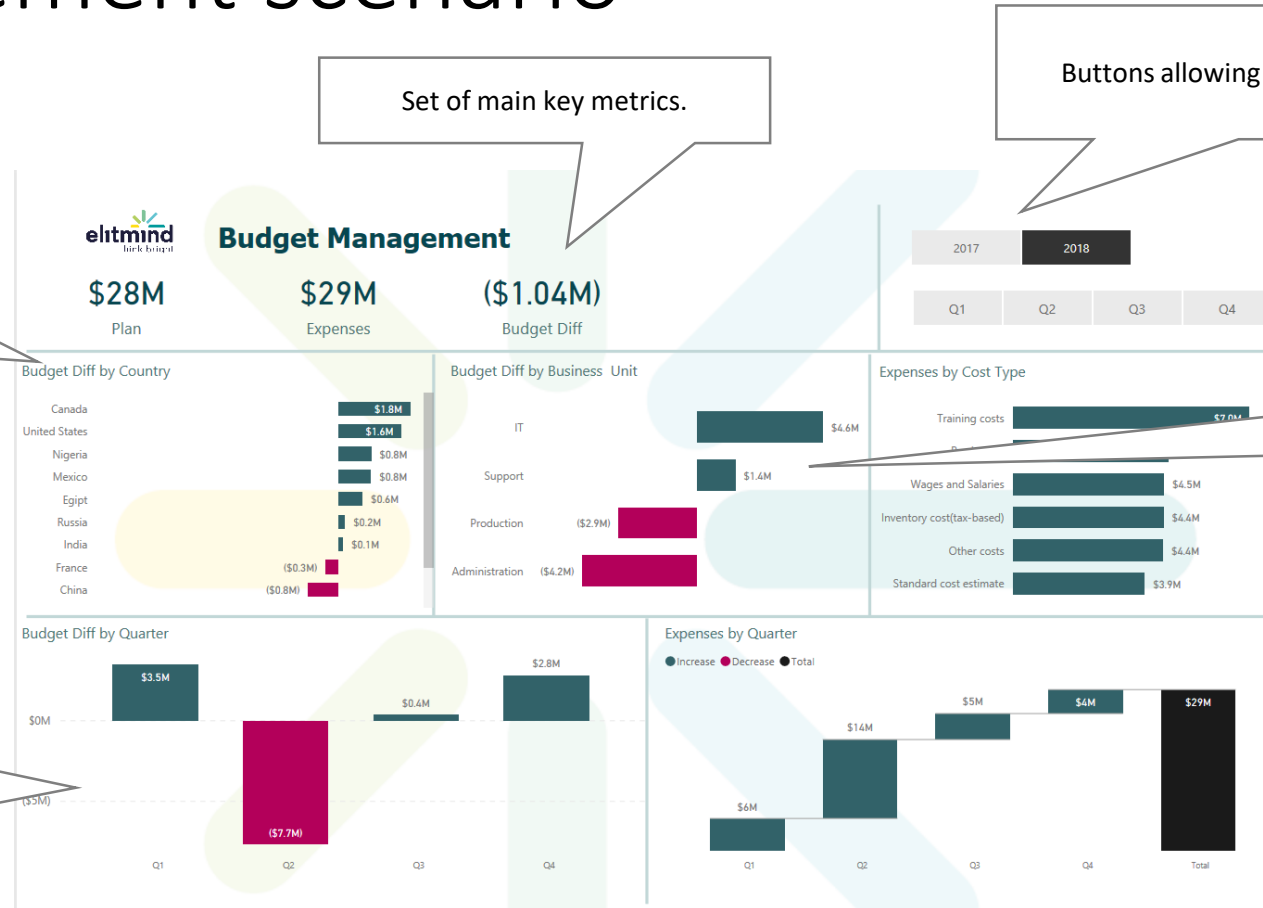 ement scenario
Set of main key metrics.
Buttons allowing
elitmind
Budget Management
2017
2018
$28M
$29M
($1.04M)
Plan
Expenses
Budget Diff
Q1
Q2
Q3
Q4
Budget Diff by Country
Canada
$1.8M
United States
$1.6M
Nigeria
$0.8M
Mexico
$0.8M
Egipt
$0.6M
Russia
$0.2M
India
$0.1M
France
($0.3M)
China
($0.8M)
Budget Diff by Business Unit
IT
$4.6M
Support
$1.4M
Production
($2.9M)
Administration
($4.2M)
Expenses by Cost Type
Training costs
Wages and Salaries
$4.5M
Inventory cost(tax-based)
$4.4M
Other costs
$4.4M
Standard cost estimate
$3.9M
Budget Diff by Quarter
$3.5M
$2.8M
$0.4M
$0M
($5M)
($7.7M)
Q1
Q2
Q3
Q4
Expenses by Quarter
Increase
Decrease
Total
$6M
$14M
$5M
$4M
$29M
Q1
Q2
Q3
Q4
Total